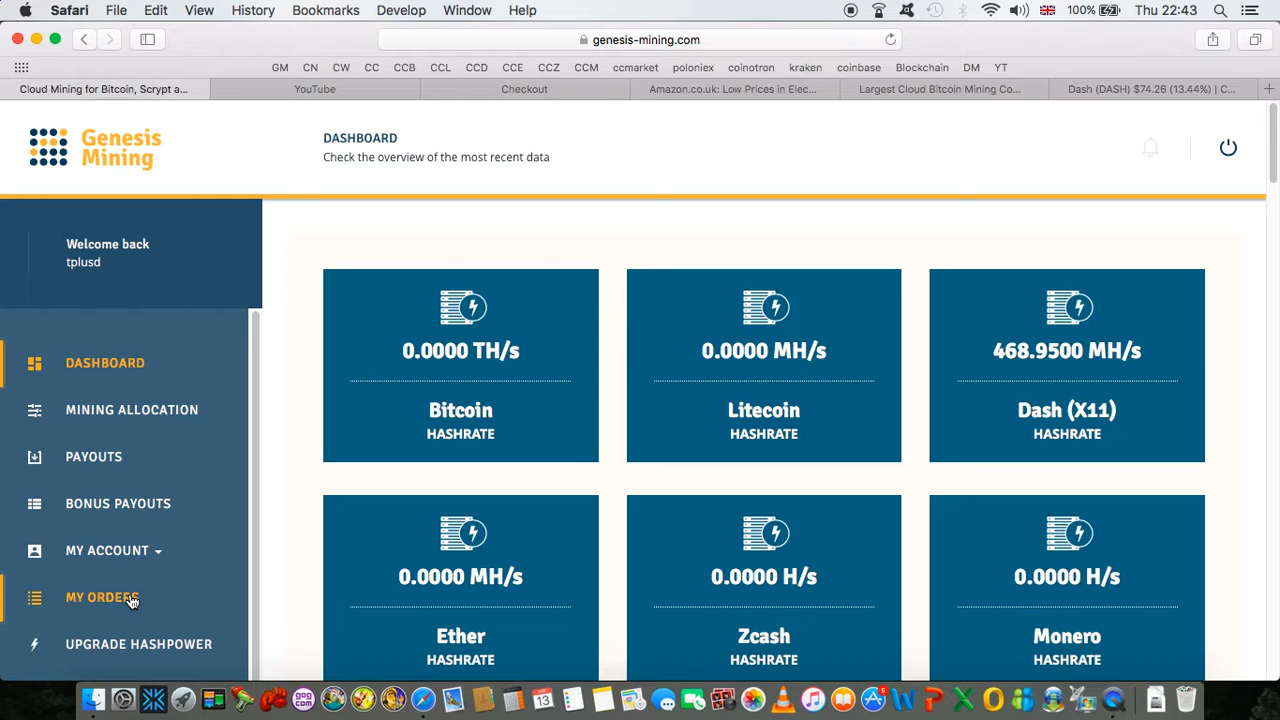 Safari File Edit View History Bookmarks Develop Window Help 100% Thu 22:43
genesis-mining.com
GM CN CW CC CCB CCL CCD CCE CCZ CCM ccmarket poloniex coinotron kraken coinbase Blockchain DM YT
Cloud Mining for Bitcoin, Scrypt a... YouTube Checkout Amazon.co.uk: Low Prices in Elec... Largest Cloud Bitcoin Mining Co... Dash (DASH) $74.26 (13.44%) | C...
Genesis
Mining
DASHBOARD
Check the overview of the most recent data
Welcome back
tplusd
DASHBOARD
MINING ALLOCATION
PAYOUTS
BONUS PAYOUTS
MY ACCOUNT
MY ORDERS
UPGRADE HASHPOWER
0.0000 TH/s
Bitcoin
HASHRATE
0.0000 MH/s
Litecoin
HASHRATE
468.9500 MH/s
Dash (X11)
HASHRATE
0.0000 MH/s
Ether
HASHRATE
0.0000 H/s
Zcash
HASHRATE
0.0000 H/s
Monero
HASHRATE